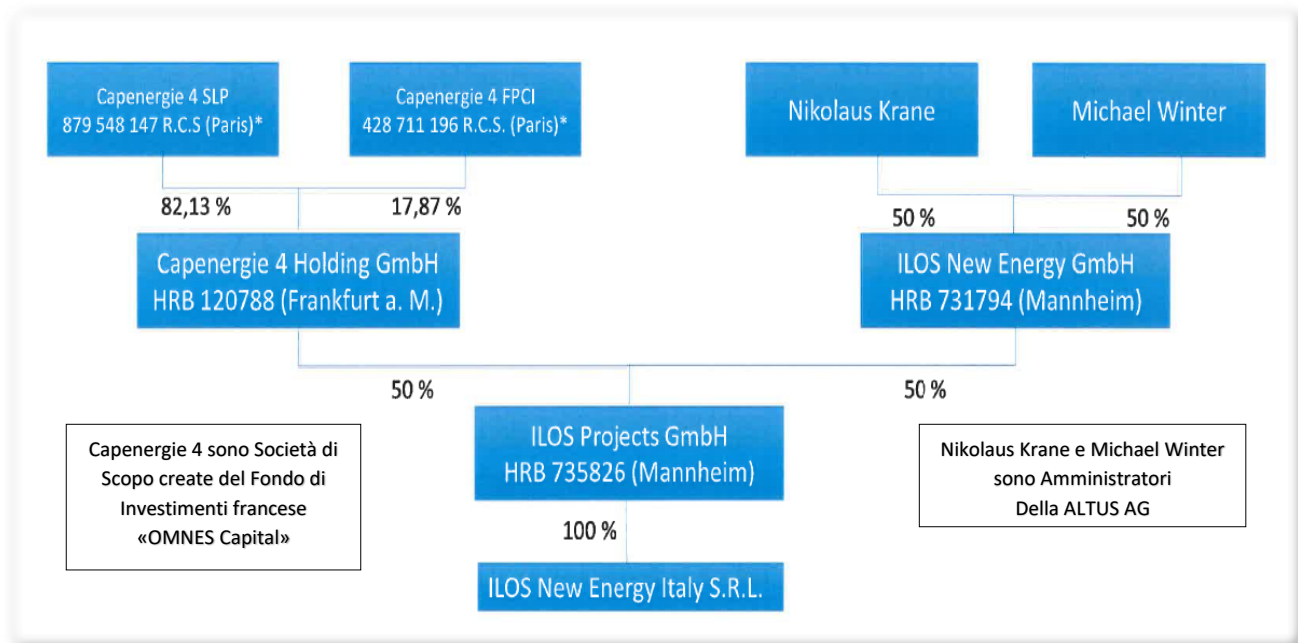 Capenergie 4 SLP
879 548 147 R.C.S (Paris)*
Capenergie 4 FPCI
428 711 196 R.C.S. (Paris)*
Nikolaus Krane
Michael Winter
82,13 %
17,87 %
50 %
50 %
Capenergie 4 Holding GmbH
HRB 120788 (Frankfurt a. M.)
ILOS New Energy GmbH
HRB 731794 (Mannheim)
50 %
50 %
Capenergie 4 sono Società di
Scopo create del Fondo di
Investimenti francese
«OMNES Capital»
ILOS Projects GmbH
HRB 735826 (Mannheim)
Nikolaus Krane e Michael Winter
sono Amministratori
Della ALTUS AG
100 %
ILOS New Energy Italy S.R.L.